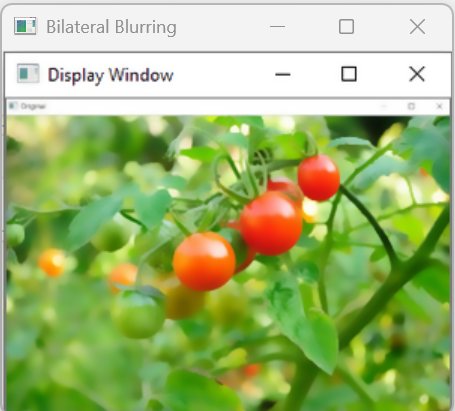 Bilateral Blurring
Display Window
Original